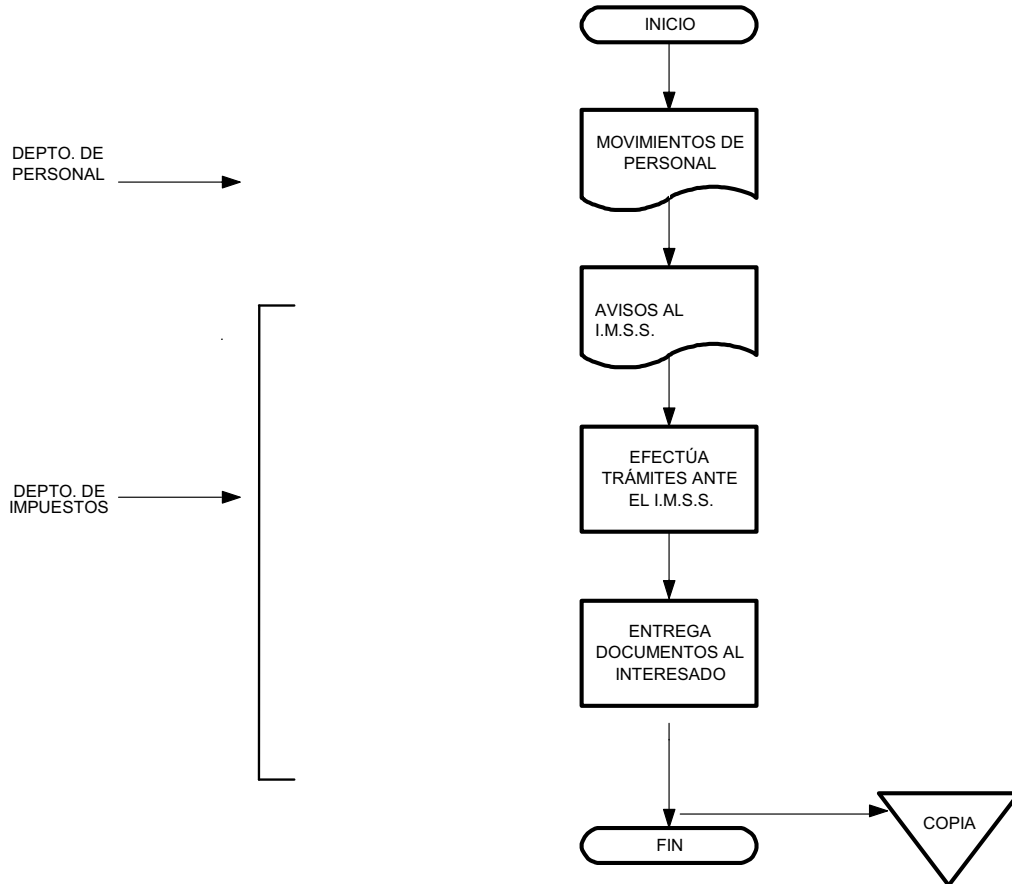 INICIO
DEPTO. DE
PERSONAL
MOVIMIENTOS DE
PERSONAL
AVISOS AL
I.M.S.S.
DEPTO. DE
IMPUESTOS
EFECTÚA
TRÁMITES ANTE
EL I.M.S.S.
ENTREGA
DOCUMENTOS AL
INTERESADO
FIN
COPIA